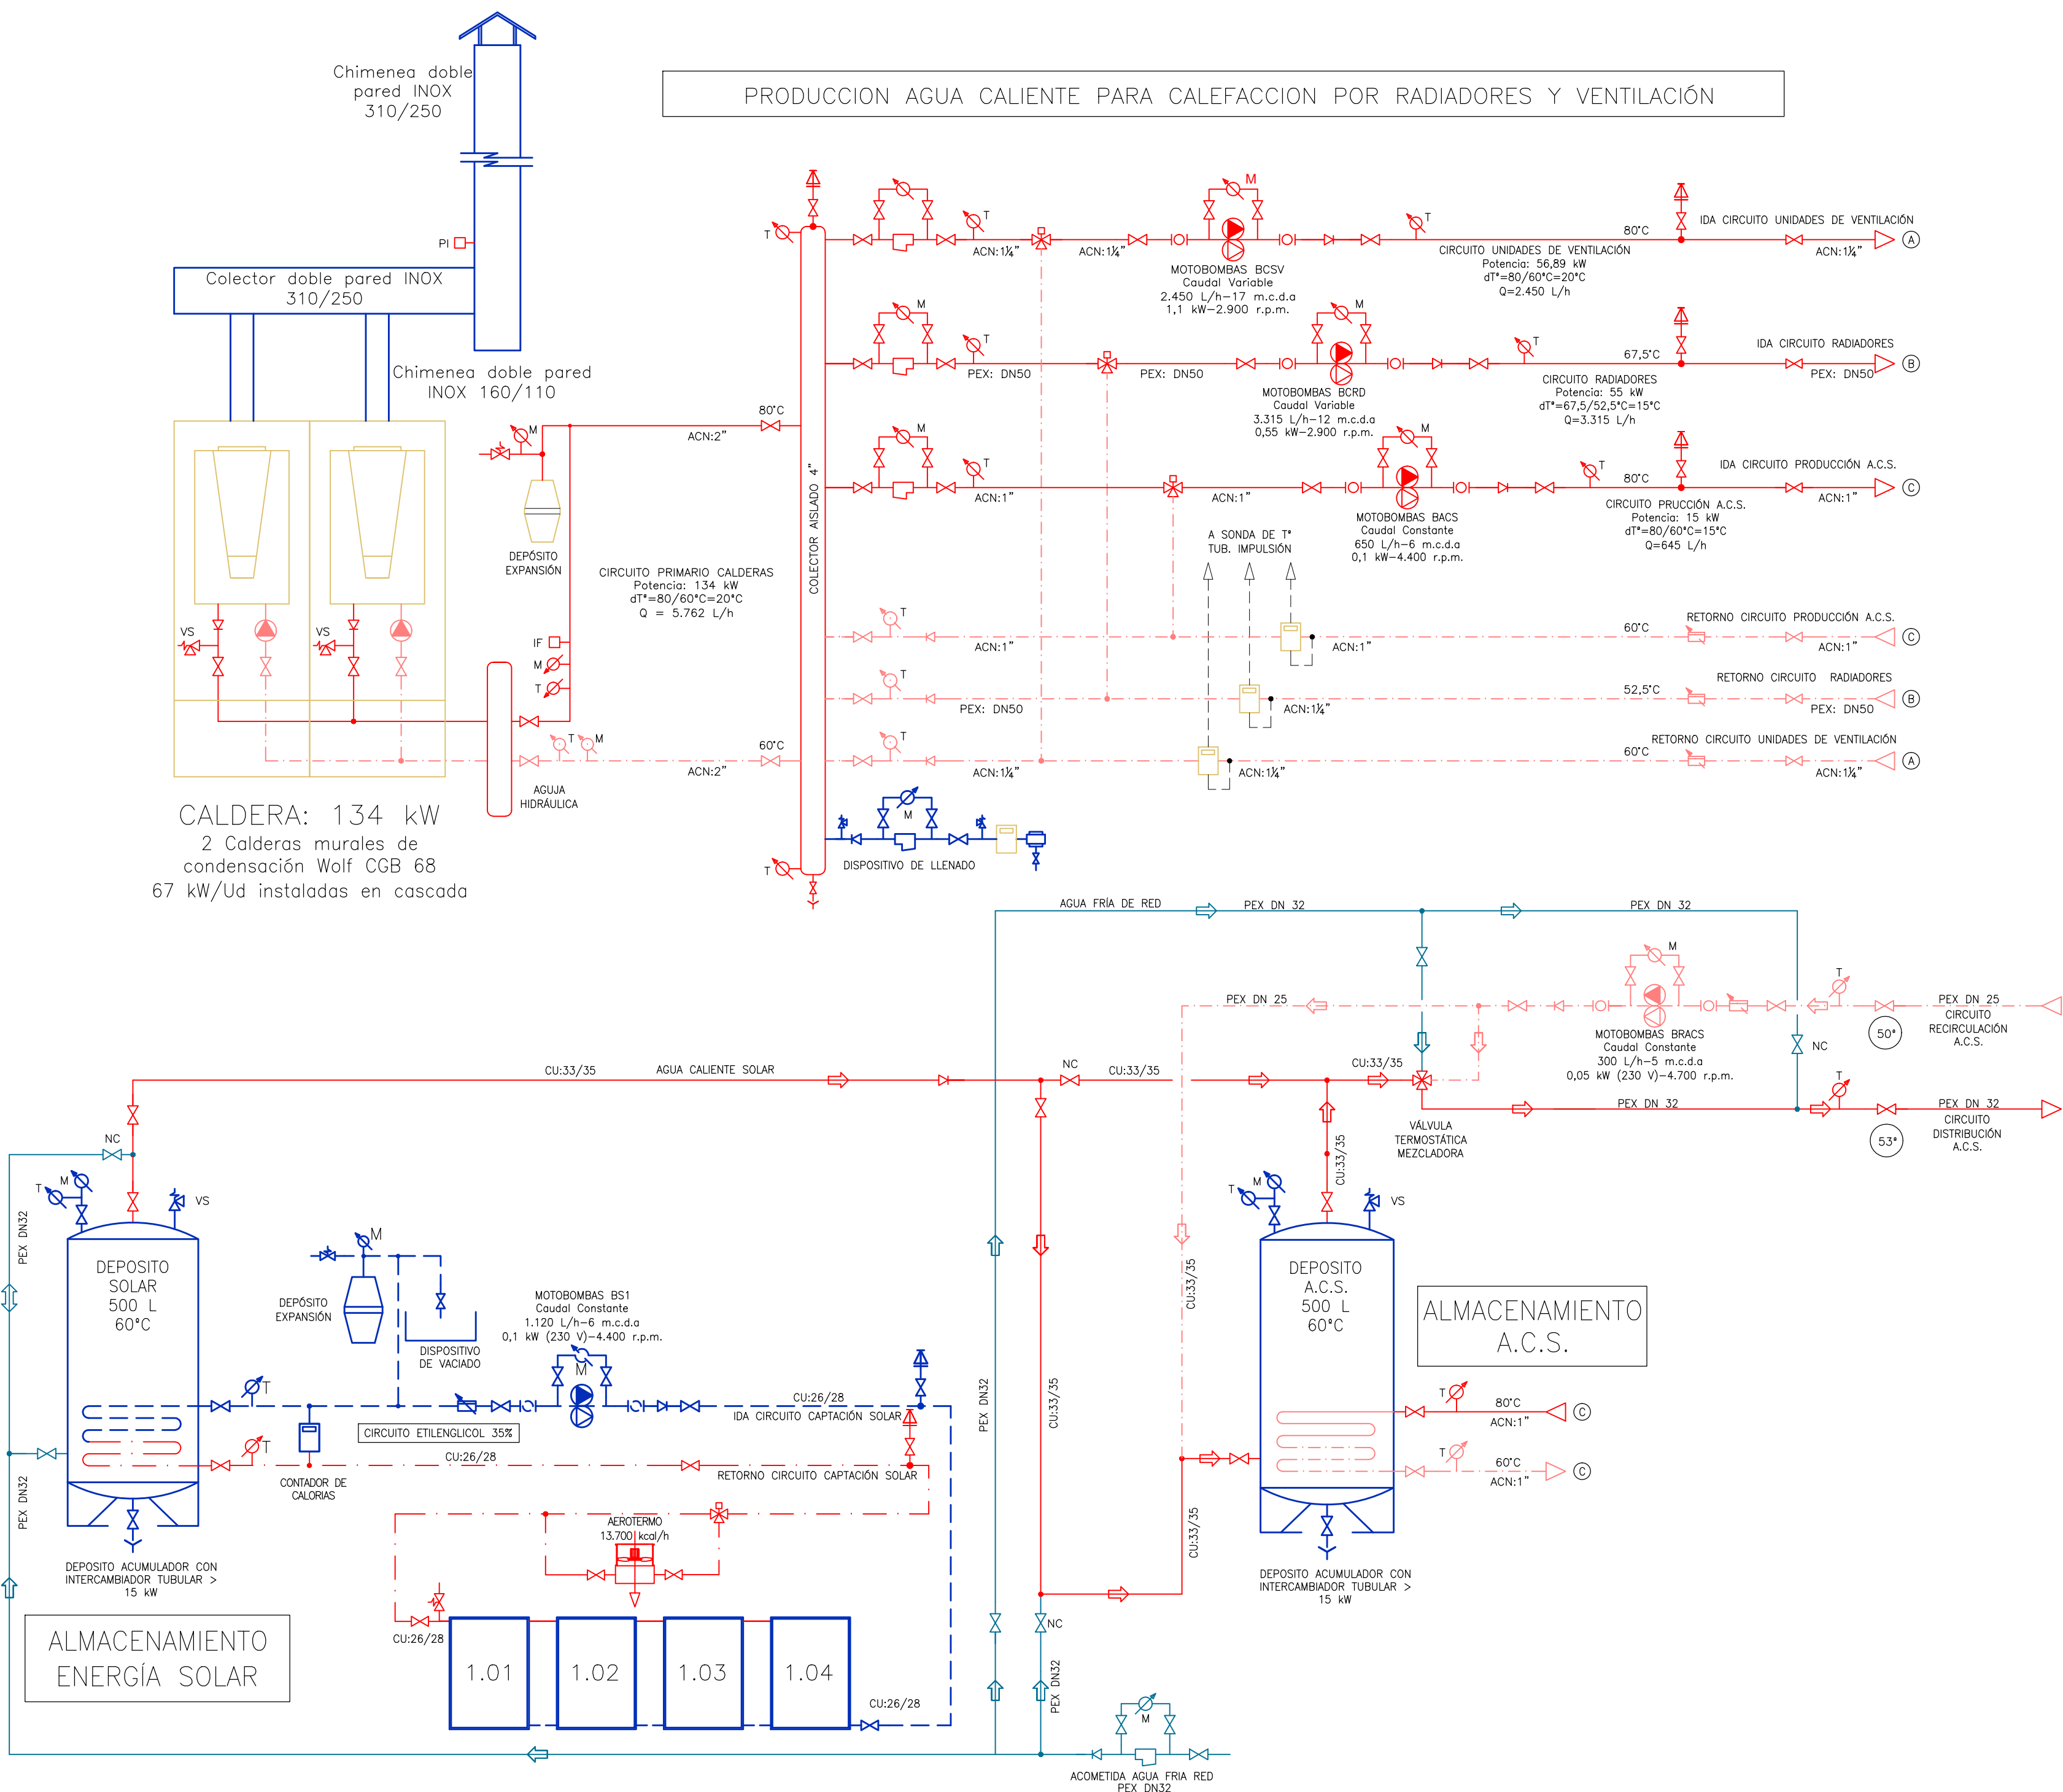 Chimenea doble
pared INOX
310/250
PRODUCCION AGUA CALIENTE PARA CALEFACCION POR RADIADORES Y VENTILACIÓN
PI
Colector doble pared INOX
310/250
Chimenea doble pared
INOX 160/110
VS
VS
CALDERA: 134 kW
2 Calderas murales de
condensación Wolf CGB 68
67 kW/Ud instaladas en cascada
M
DEPÓSITO
EXPANSIÓN
80°C
ACN:2"
CIRCUITO PRIMARIO CALDERAS
Potencia: 134 kW
dTª=80/60°C=20°C
Q = 5.762 L/h
IF
M
T
T
M
60°C
ACN:2"
AGUJA
HIDRÁULICA
T
COLECTOR AISLADO 4"
T
T
ACN:1¼"
ACN:1¼"
M
MOTOBOMBAS BCSV
Caudal Variable
2.450 L/h-17 m.c.d.a
1,1 kW-2.900 r.p.m.
T
CIRCUITO UNIDADES DE VENTILACIÓN
Potencia: 56,89 kW
dTª=80/60°C=20°C
Q=2.450 L/h
80°C
IDA CIRCUITO UNIDADES DE VENTILACIÓN
ACN:1¼"
A
M
T
PEX: DN50
PEX: DN50
M
MOTOBOMBAS BCRD
Caudal Variable
3.315 L/h-12 m.c.d.a
0,55 kW-2.900 r.p.m.
T
67,5°C
CIRCUITO RADIADORES
Potencia: 55 kW
dTª=67,5/52,5°C=15°C
Q=3.315 L/h
IDA CIRCUITO RADIADORES
PEX: DN50
B
M
T
ACN:1"
ACN:1"
M
MOTOBOMBAS BACS
Caudal Constante
650 L/h-6 m.c.d.a
0,1 kW-4.400 r.p.m.
T
80°C
CIRCUITO PRUCCIÓN A.C.S.
Potencia: 15 kW
dTª=80/60°C=15°C
Q=645 L/h
IDA CIRCUITO PRODUCCIÓN A.C.S.
ACN:1"
C
A SONDA DE Tª
TUB. IMPULSIÓN
T
ACN:1"
ACN:1"
60°C
RETORNO CIRCUITO PRODUCCIÓN A.C.S.
ACN:1"
C
T
PEX: DN50
ACN:1¼"
52,5°C
RETORNO CIRCUITO RADIADORES
PEX: DN50
B
T
ACN:1¼"
ACN:1¼"
60°C
RETORNO CIRCUITO UNIDADES DE VENTILACIÓN
ACN:1¼"
A
M
DISPOSITIVO DE LLENADO
AGUA FRÍA DE RED
PEX DN 32
PEX DN 32
PEX DN 25
M
MOTOBOMBAS BRACS
Caudal Constante
300 L/h-5 m.c.d.a
0,05 kW (230 V)-4.700 r.p.m.
T
50°
PEX DN 25
CIRCUITO
RECIRCULACIÓN
A.C.S.
NC
CU:33/35
AGUA CALIENTE SOLAR
NC
CU:33/35
CU:33/35
PEX DN 32
T
53°
PEX DN 32
CIRCUITO
DISTRIBUCIÓN
A.C.S.
VÁLVULA
TERMOSTÁTICA
MEZCLADORA
CU:33/35
NC
T
M
VS
PEX DN32
DEPOSITO
SOLAR
500 L
60°C
M
DEPÓSITO
EXPANSIÓN
DISPOSITIVO
DE VACIADO
MOTOBOMBAS BS1
Caudal Constante
1.120 L/h-6 m.c.d.a
0,1 kW (230 V)-4.400 r.p.m.
M
T
CU:26/28
IDA CIRCUITO CAPTACIÓN SOLAR
CIRCUITO ETILENGLICOL 35%
T
CU:26/28
RETORNO CIRCUITO CAPTACIÓN SOLAR
CONTADOR DE
CALORIAS
PEX DN32
DEPOSITO ACUMULADOR CON
INTERCAMBIADOR TUBULAR >
15 kW
ALMACENAMIENTO
ENERGÍA SOLAR
AEROTERMO
13.700 kcal/h
CU:26/28
1.01
1.02
1.03
1.04
CU:26/28
PEX DN32
CU:33/35
CU:33/35
CU:33/35
NC
PEX DN32
T
M
VS
DEPOSITO
A.C.S.
500 L
60°C
ALMACENAMIENTO
A.C.S.
T
80°C
ACN:1"
C
T
60°C
ACN:1"
C
DEPOSITO ACUMULADOR CON
INTERCAMBIADOR TUBULAR >
15 kW
M
ACOMETIDA AGUA FRIA RED
PEX DN32